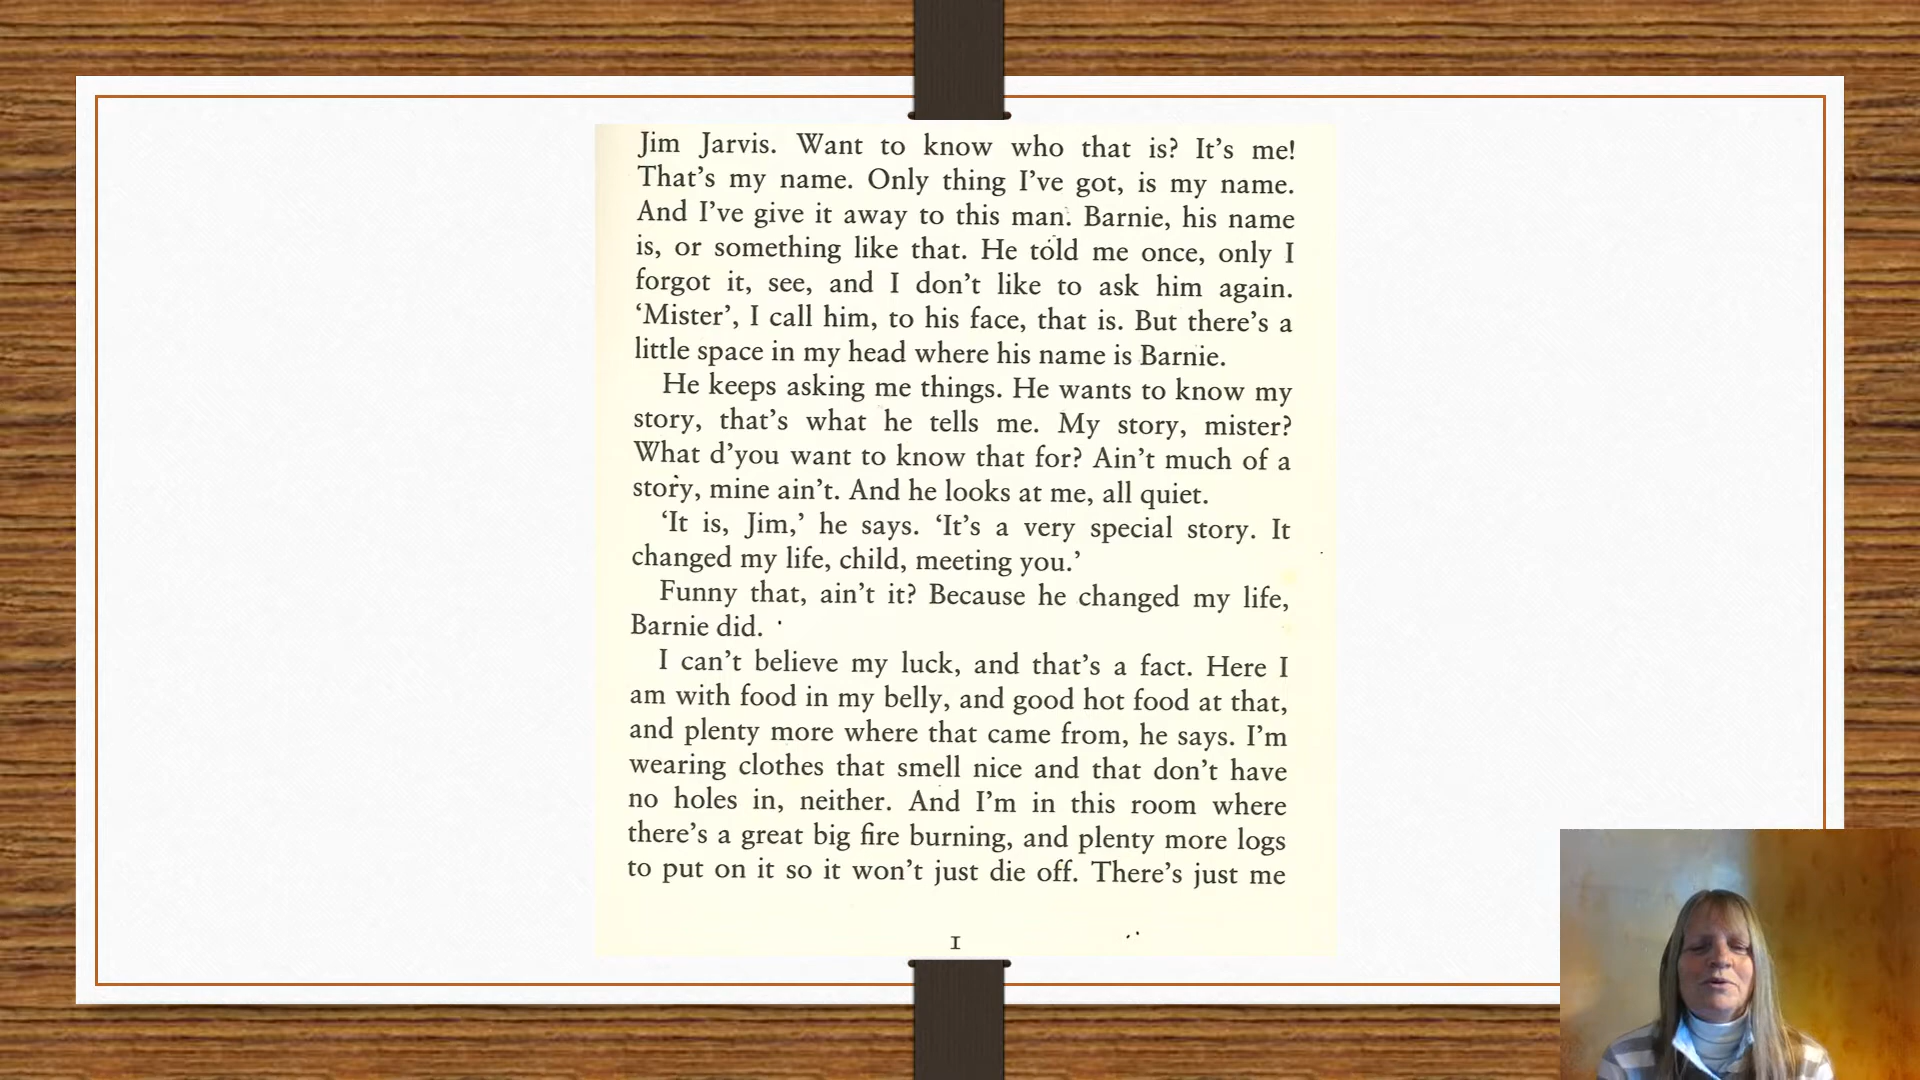 Jim Jarvis. Want to know who that is? It's me!
That's my name. Only thing I've got, is my name.
And I've give it away to this man. Barnie, his name
is, or something like that. He told me once, only I
forgot it, see, and I don't like to ask him again.
‘Mister’, I call him, to his face, that is. But there's a
little space in my head where his name is Barnie.
He keeps asking me things. He wants to know my
story, that's what he tells me. My story, mister?
What d'you want to know that for? Ain't much of a
story, mine ain't. And he looks at me, all quiet.
‘It is, Jim,’ he says. ‘It's a very special story. It
changed my life, child, meeting you.’
Funny that, ain't it? Because he changed my life,
Barnie did.
I can't believe my luck, and that's a fact. Here I
am with food in my belly, and good hot food at that,
and plenty more where that came from, he says. I'm
wearing clothes that smell nice and that don't have
no holes in, neither. And I'm in this room where
there's a great big fire burning, and plenty more logs
to put on it so it won't just die off. There's just me
1